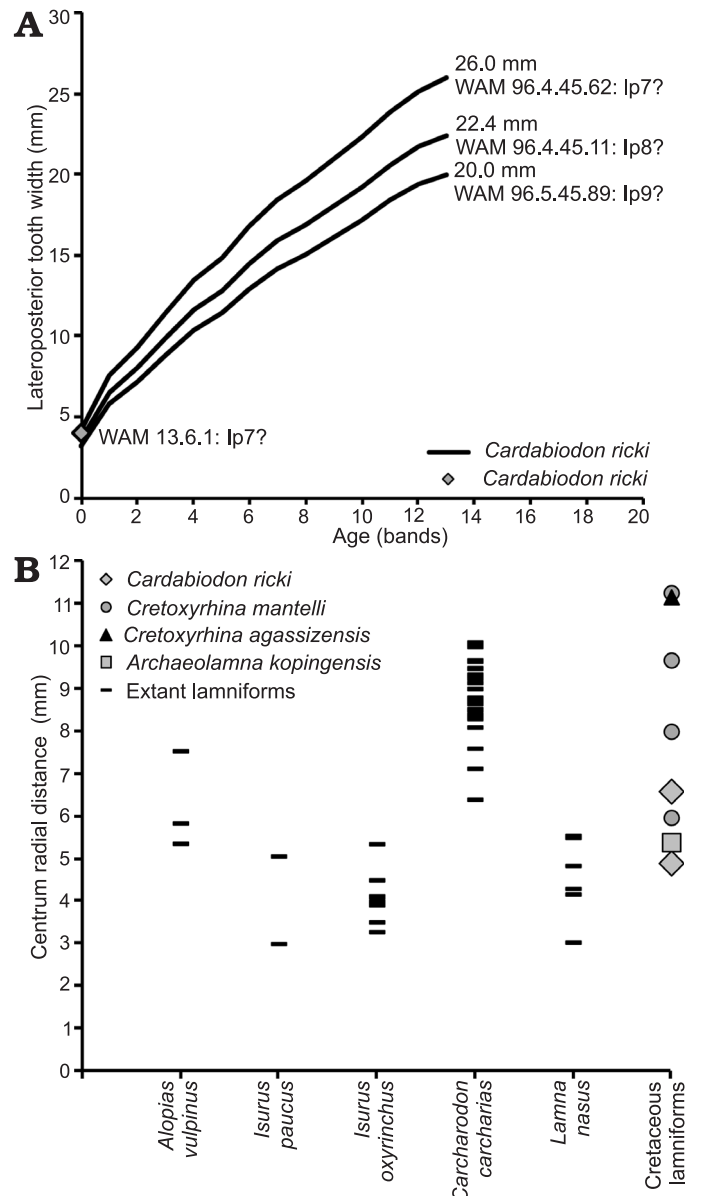 A
30
25
20
15
10
5
0
Lateroposterior tooth width (mm)
26.0 mm
WAM 96.4.45.62: lp7?
22.4 mm
WAM 96.4.45.11: lp8?
20.0 mm
WAM 96.5.45.89: lp9?
WAM 13.6.1: lp7?
Cardabiodon ricki
Cardabiodon ricki
0 2 4 6 8 10 12 14 16 18 20
Age (bands)
B
12
11
10
9
8
7
6
5
4
3
2
1
0
Centrum radial distance (mm)
Cardabiodon ricki
Cretoxyrhina mantelli
Cretoxyrhina agassizensis
Archaeolamna kopingensis
Extant lamniforms
Alopias
vulpinus
Isurus
paucus
Isurus
oxyrinchus
Carcharodon
carcharias
Lamna
nasus
Cretaceous
lamniforms